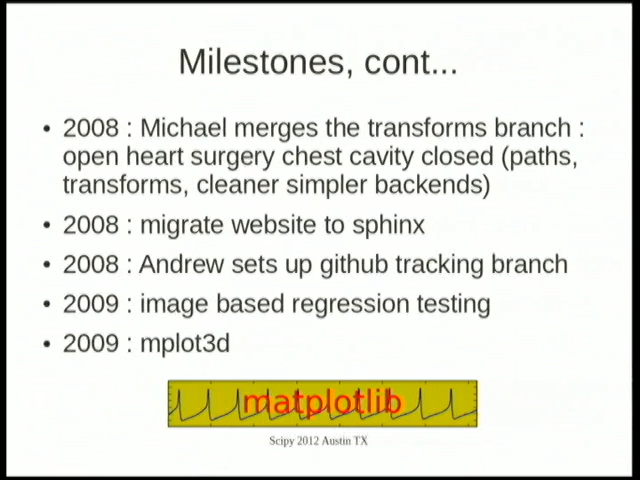 Milestones, cont...
• 2008 : Michael merges the transforms branch :
open heart surgery chest cavity closed (paths,
transforms, cleaner simpler backends)
• 2008 : migrate website to sphinx
• 2008 : Andrew sets up github tracking branch
• 2009 : image based regression testing
• 2009 : mplot3d
matplotlib
Scipy 2012 Austin TX